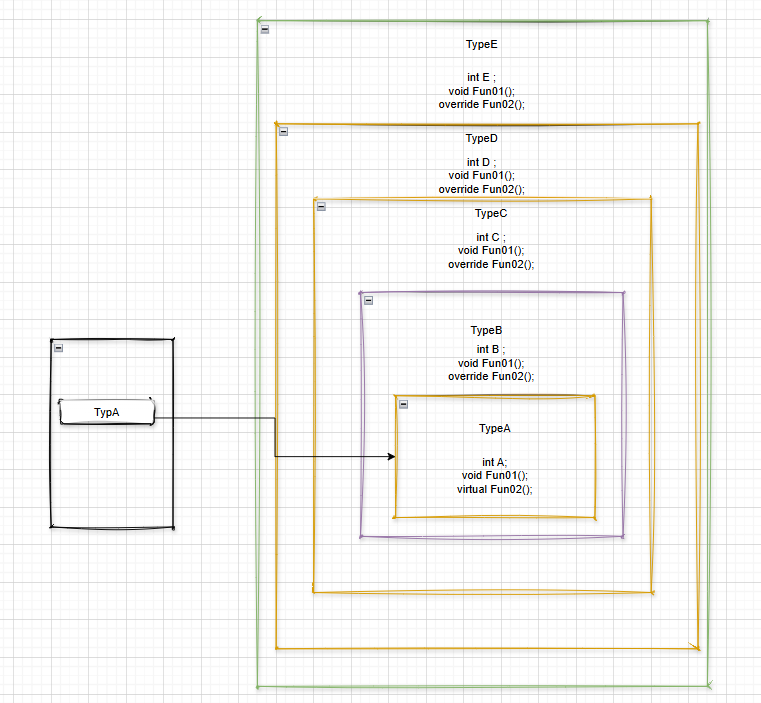 TypeE
int E ;
void Fun01();
override Fun02();
TypeD
int D ;
void Fun01();
override Fun02();
TypeC
int C ;
void Fun01();
override Fun02();
TypeB
int B ;
void Fun01();
override Fun02();
TypA
TypeA
int A;
void Fun01();
virtual Fun02();